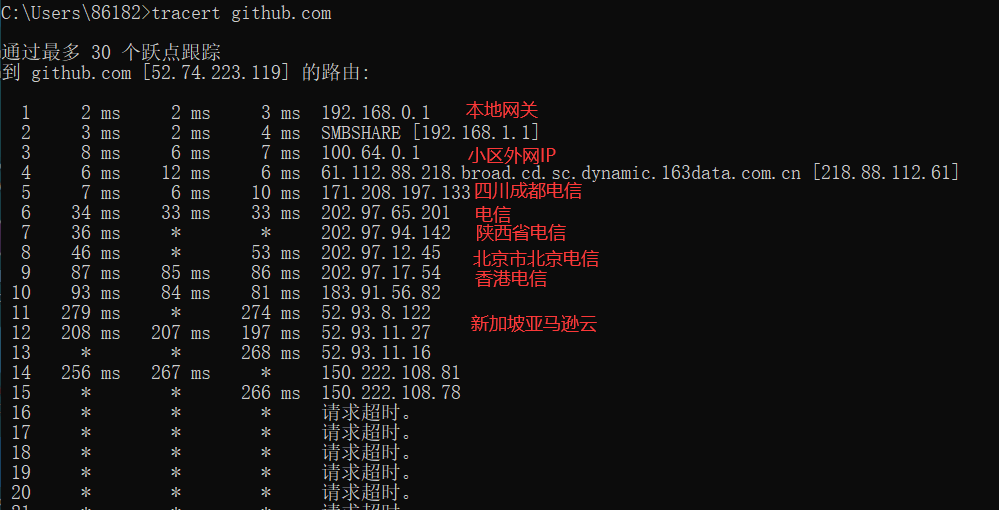 C:\Users\86182>tracert github.com
通过最多 30 个跃点跟踪
到 github.com [52.74.223.119] 的路由:
1 2 ms 2 ms 3 ms 192.168.0.1 本地网关
2 3 ms 2 ms 4 ms SMBSHARE [192.168.1.1]
3 8 ms 6 ms 7 ms 100.64.0.1 小区外网IP
4 6 ms 12 ms 6 ms 61.112.88.218.broad.cd.sc.dynamic.163data.com.cn [218.88.112.61]
5 7 ms 6 ms 10 ms 171.208.197.133 四川成都电信
6 34 ms 33 ms 33 ms 202.97.65.201 电信
7 36 ms * * 202.97.94.142 陕西省电信
8 46 ms * 53 ms 202.97.12.45 北京市北京电信
9 87 ms 85 ms 86 ms 202.97.17.54 香港电信
10 93 ms 84 ms 81 ms 183.91.56.82
11 279 ms * 274 ms 52.93.8.122 新加坡亚马逊云
12 208 ms 207 ms 197 ms 52.93.11.27
13 * * 268 ms 52.93.11.16
14 256 ms 267 ms * 150.222.108.81
15 * * 266 ms 150.222.108.78
16 * * * 请求超时。
17 * * * 请求超时。
18 * * * 请求超时。
19 * * * 请求超时。
20 * * * 请求超时。